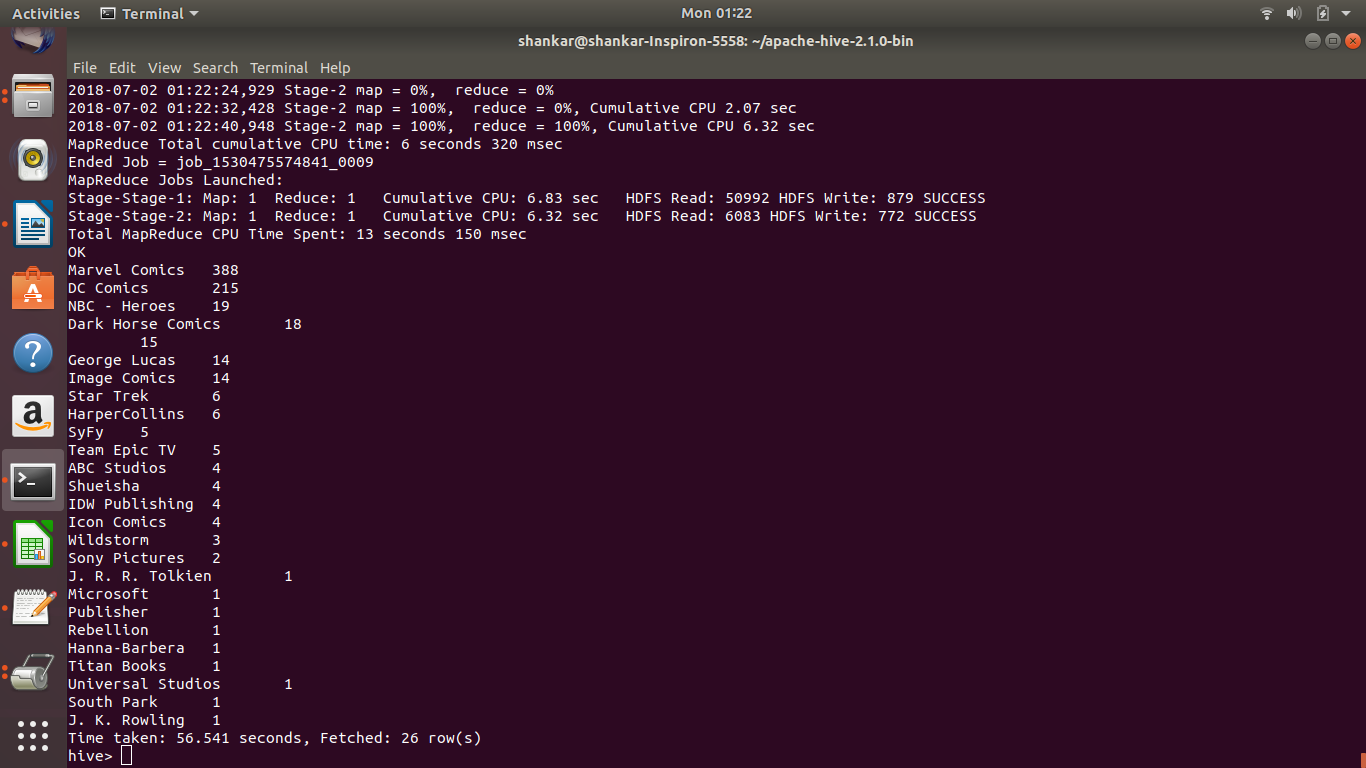 Activities Terminal Mon 01:22
shankar@shankar-Inspiron-5558: ~/apache-hive-2.1.0-bin
File Edit View Search Terminal Help
2018-07-02 01:22:24,929 Stage-2 map = 0%,  reduce = 0%
2018-07-02 01:22:32,428 Stage-2 map = 100%,  reduce = 0%, Cumulative CPU 2.07 sec
2018-07-02 01:22:40,948 Stage-2 map = 100%,  reduce = 100%, Cumulative CPU 6.32 sec
MapReduce Total cumulative CPU time: 6 seconds 320 msec
Ended Job = job_1530475574841_0009
MapReduce Jobs Launched:
Stage-Stage-1: Map: 1  Reduce: 1   Cumulative CPU: 6.83 sec   HDFS Read: 50992 HDFS Write: 879 SUCCESS
Stage-Stage-2: Map: 1  Reduce: 1   Cumulative CPU: 6.32 sec   HDFS Read: 6083 HDFS Write: 772 SUCCESS
Total MapReduce CPU Time Spent: 13 seconds 150 msec
OK
Marvel Comics   388
DC Comics       215
NBC - Heroes    19
Dark Horse Comics       18
        15
George Lucas    14
Image Comics    14
Star Trek       6
HarperCollins   6
SyFy    5
Team Epic TV    5
ABC Studios     4
Shueisha        4
IDW Publishing  4
Icon Comics     4
Wildstorm       3
Sony Pictures   2
J. R. R. Tolkien        1
Microsoft       1
Publisher       1
Rebellion       1
Hanna-Barbera   1
Titan Books     1
Universal Studios       1
South Park      1
J. K. Rowling   1
Time taken: 56.541 seconds, Fetched: 26 row(s)
hive>